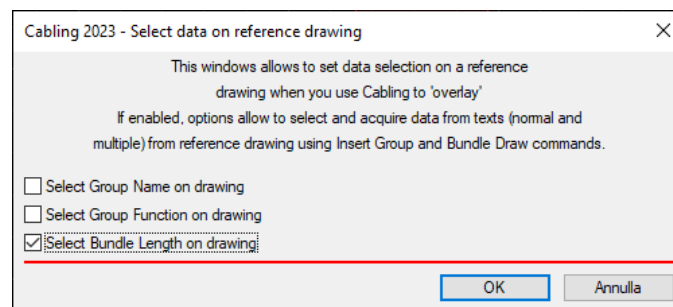 Cabling 2023 - Select data on reference drawing
This windows allows to set data selection on a reference
drawing when you use Cabling to 'overlay'
If enabled, options allow to select and acquire data from texts (normal and
multiple) from reference drawing using Insert Group and Bundle Draw commands.
Select Group Name on drawing
Select Group Function on drawing
Select Bundle Length on drawing
OK
Annulla